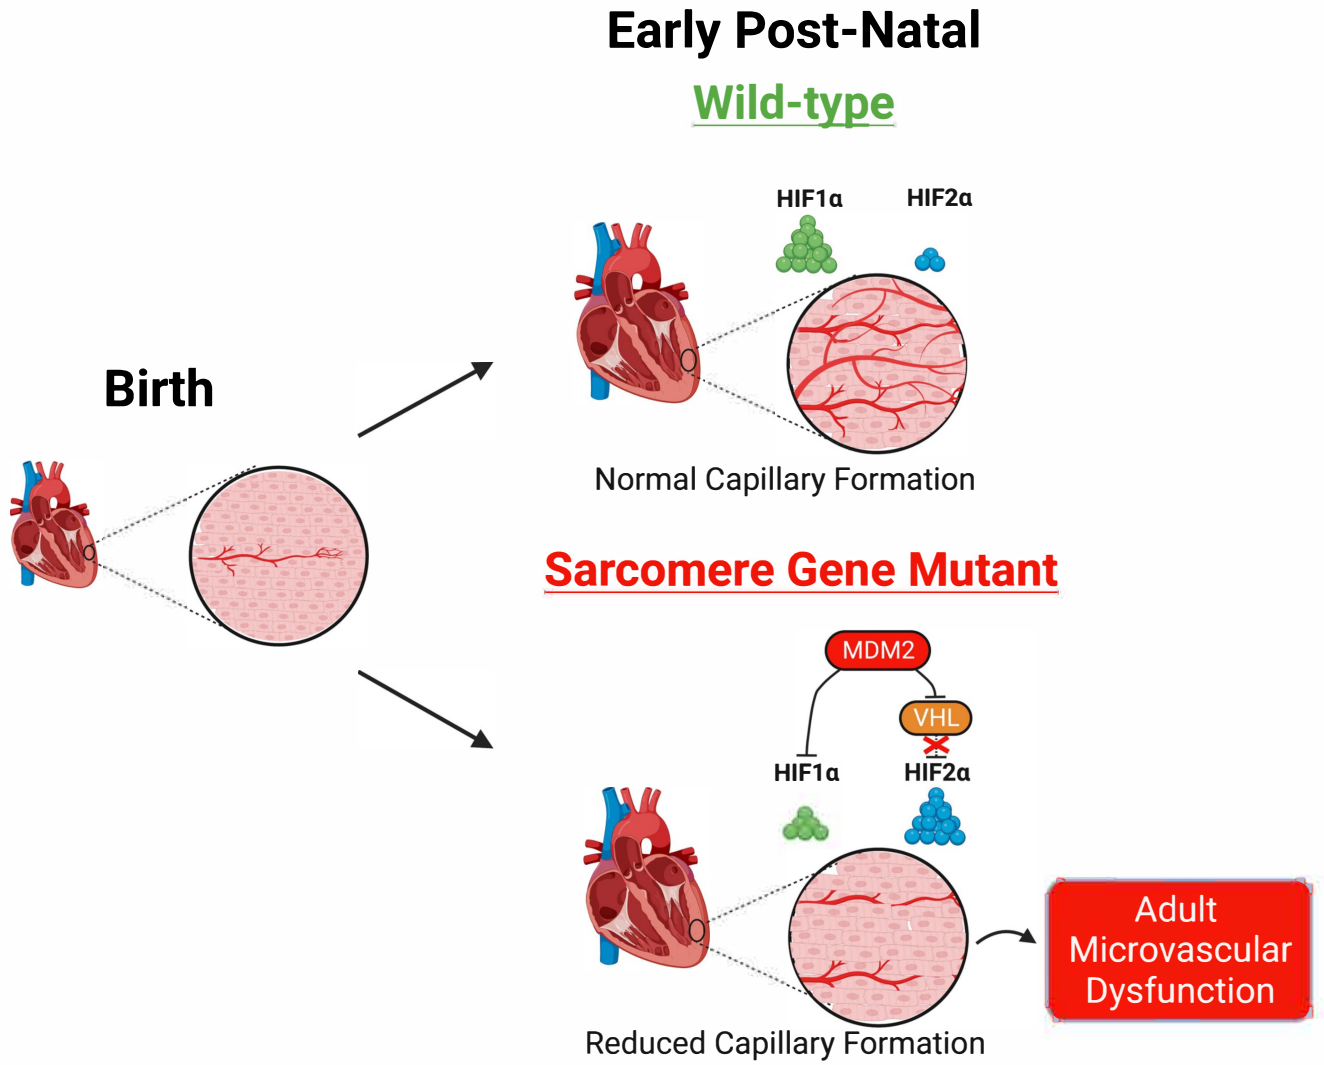 Early Post-Natal
Wild-type
HIF1α
HIF2α
Birth
Normal Capillary Formation
Sarcomere Gene Mutant
MDM2
VHL
HIF1α
HIF2α
Adult
Microvascular
Dysfunction
Reduced Capillary Formation